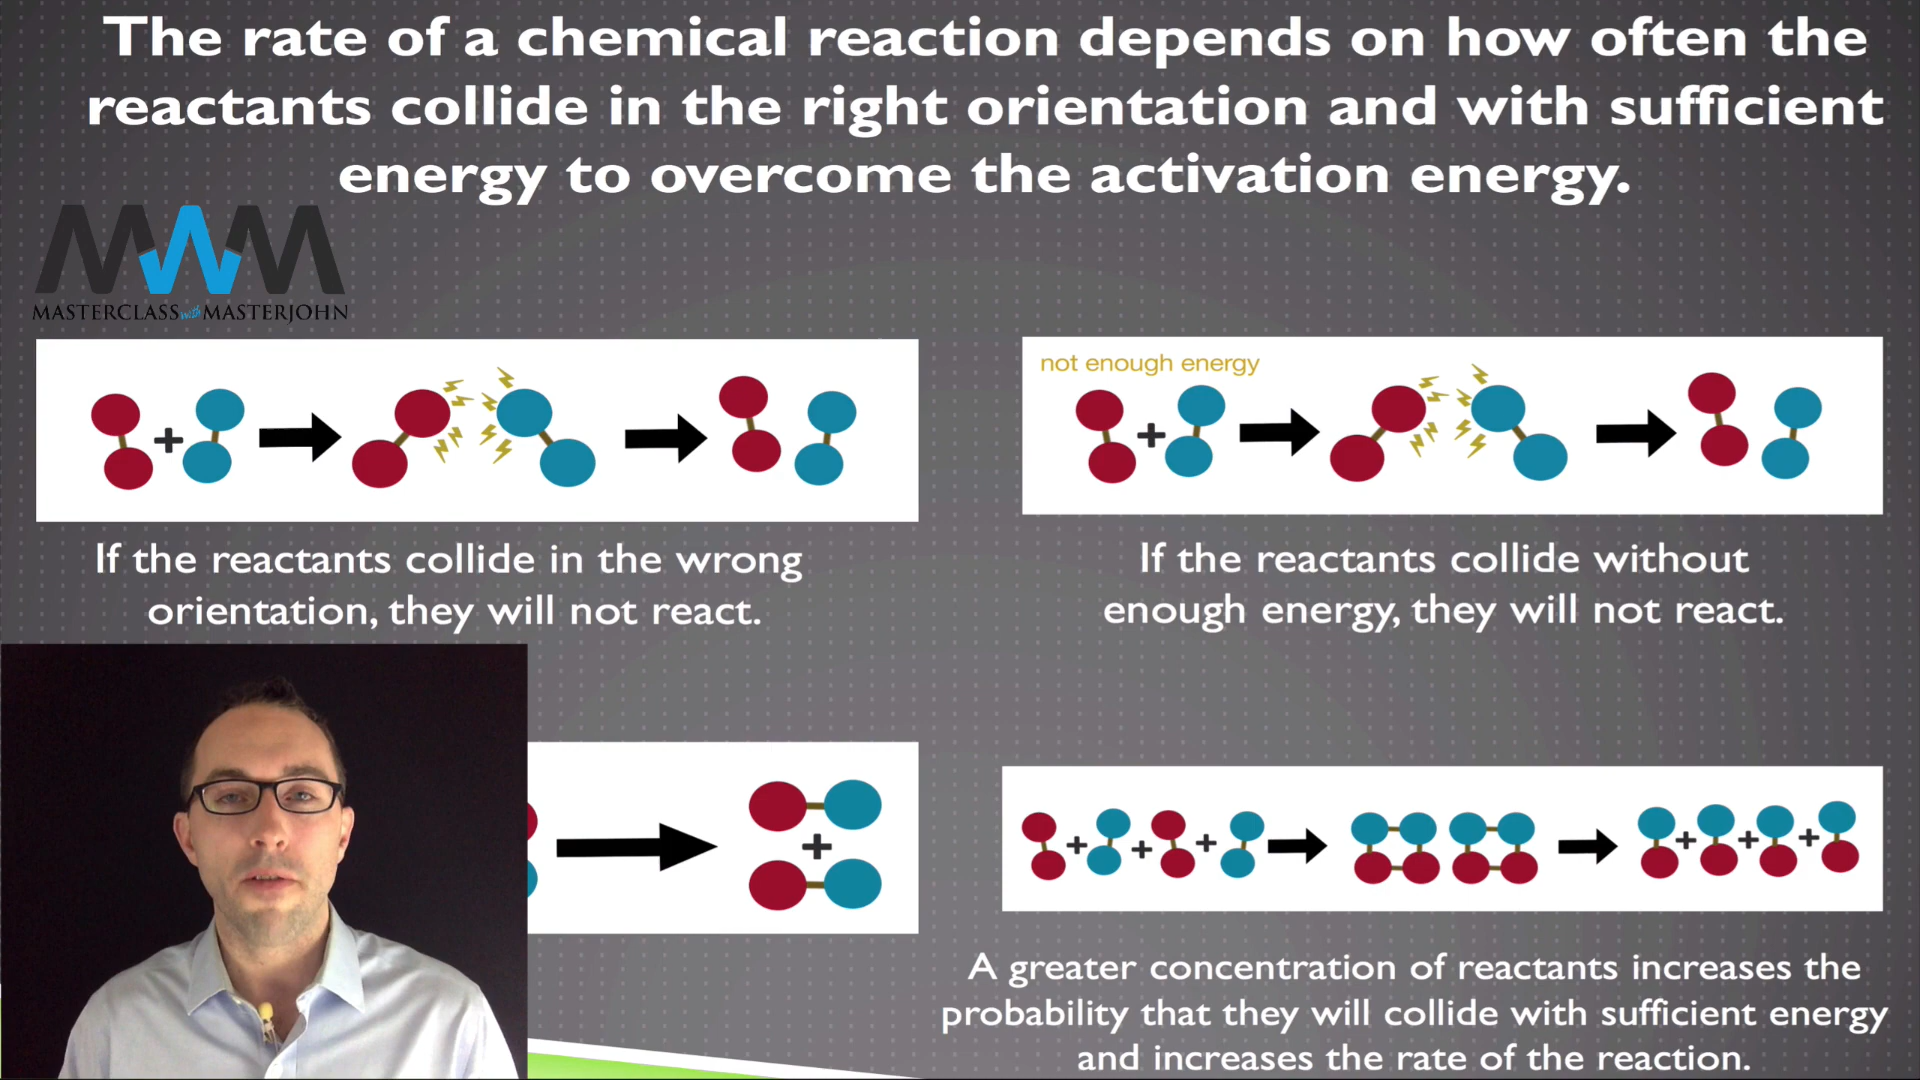 The rate of a chemical reaction depends on how often the
reactants collide in the right orientation and with sufficient
energy to overcome the activation energy.
MWM
MASTERCLASS with MASTERJOHN
+
If the reactants collide in the wrong
orientation, they will not react.
not enough energy
+
If the reactants collide without
enough energy, they will not react.
+
+ + +
+ + +
A greater concentration of reactants increases the
probability that they will collide with sufficient energy
and increases the rate of the reaction.